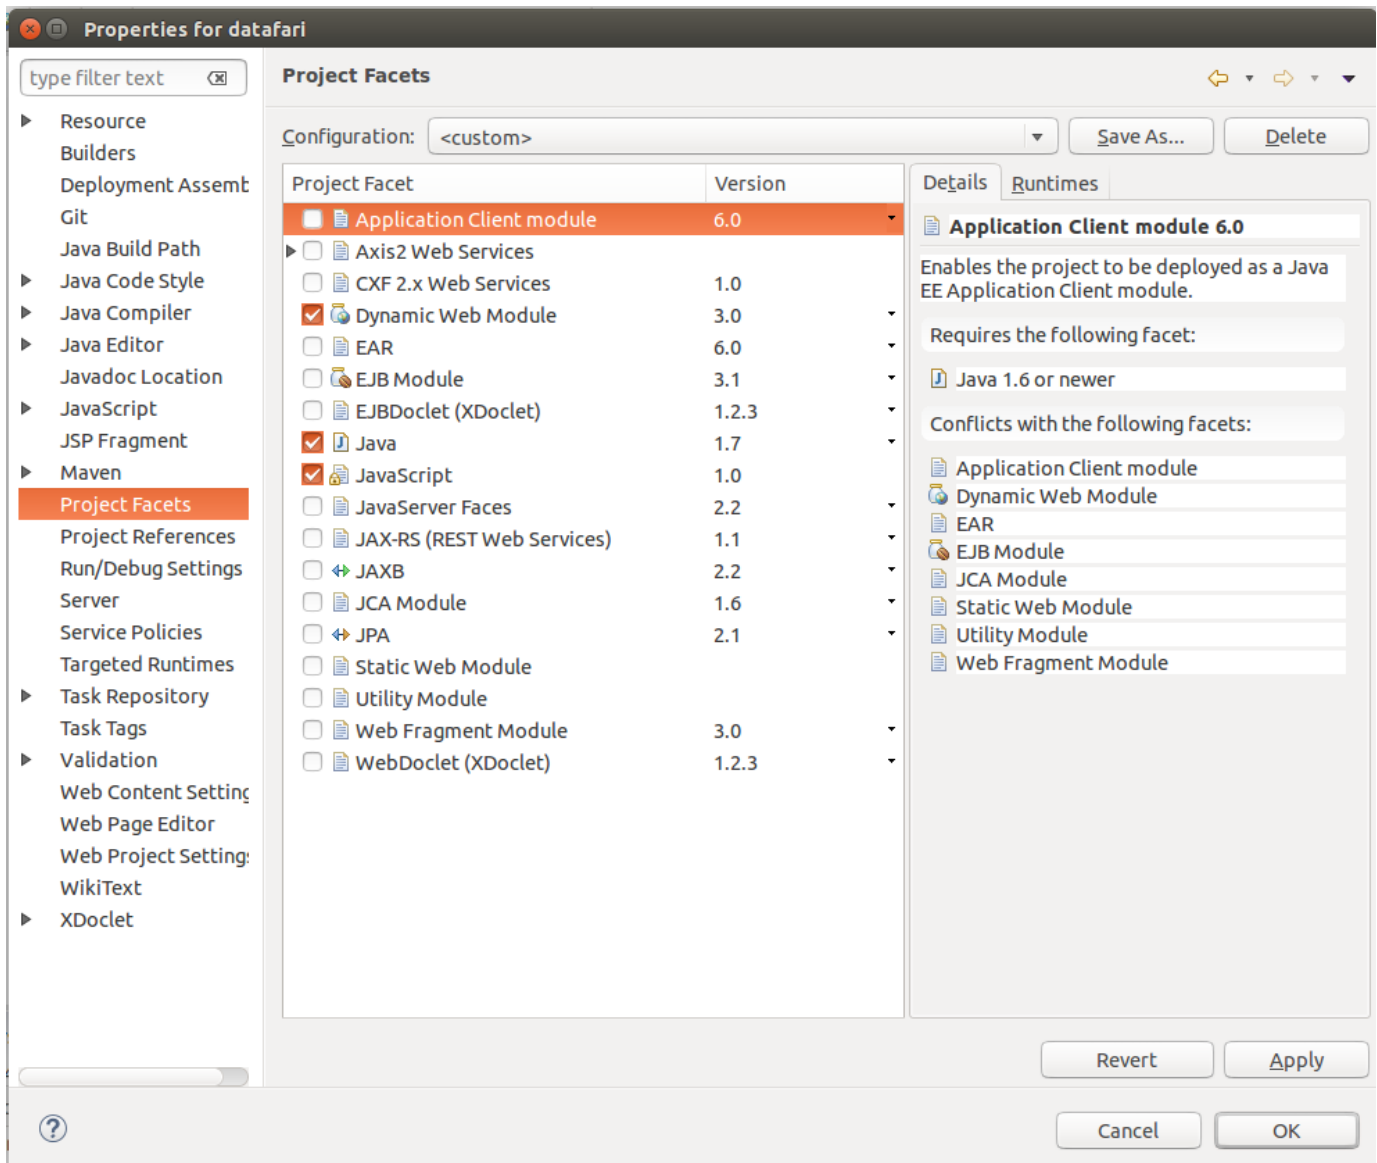 Properties for datafari
type filter text
Resource
Builders
Deployment Assemb
Git
Java Build Path
Java Code Style
Java Compiler
Java Editor
Javadoc Location
JavaScript
JSP Fragment
Maven
Project Facets
Project References
Run/Debug Settings
Server
Service Policies
Targeted Runtimes
Task Repository
Task Tags
Validation
Web Content Setting
Web Page Editor
Web Project Settings
WikiText
XDoclet
Project Facets
Configuration: <custom> Save As... Delete
Project Facet Version
Application Client module 6.0
Axis2 Web Services
CXF 2.x Web Services 1.0
Dynamic Web Module 3.0
EAR 6.0
EJB Module 3.1
EJBDoclet (XDoclet) 1.2.3
Java 1.7
JavaScript 1.0
JavaServer Faces 2.2
JAX-RS (REST Web Services) 1.1
JAXB 2.2
JCA Module 1.6
JPA 2.1
Static Web Module
Utility Module
Web Fragment Module 3.0
WebDoclet (XDoclet) 1.2.3
Details Runtimes
Application Client module 6.0
Enables the project to be deployed as a Java
EE Application Client module.
Requires the following facet:
Java 1.6 or newer
Conflicts with the following facets:
Application Client module
Dynamic Web Module
EAR
EJB Module
JCA Module
Static Web Module
Utility Module
Web Fragment Module
Revert Apply
Cancel OK